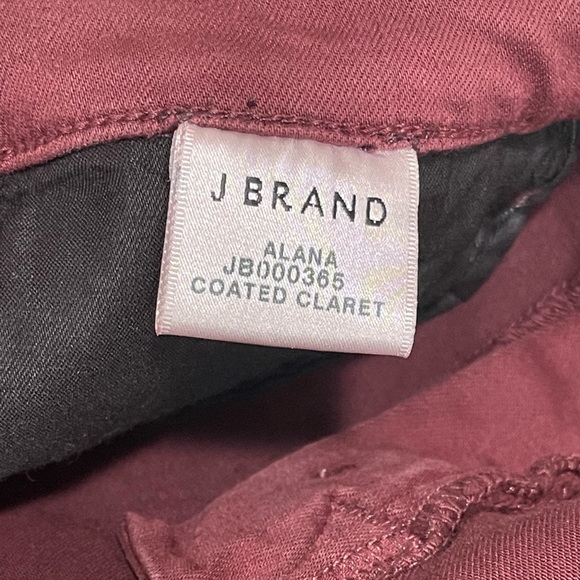 J BRAND
ALANA
JB000365
COATED CLARET